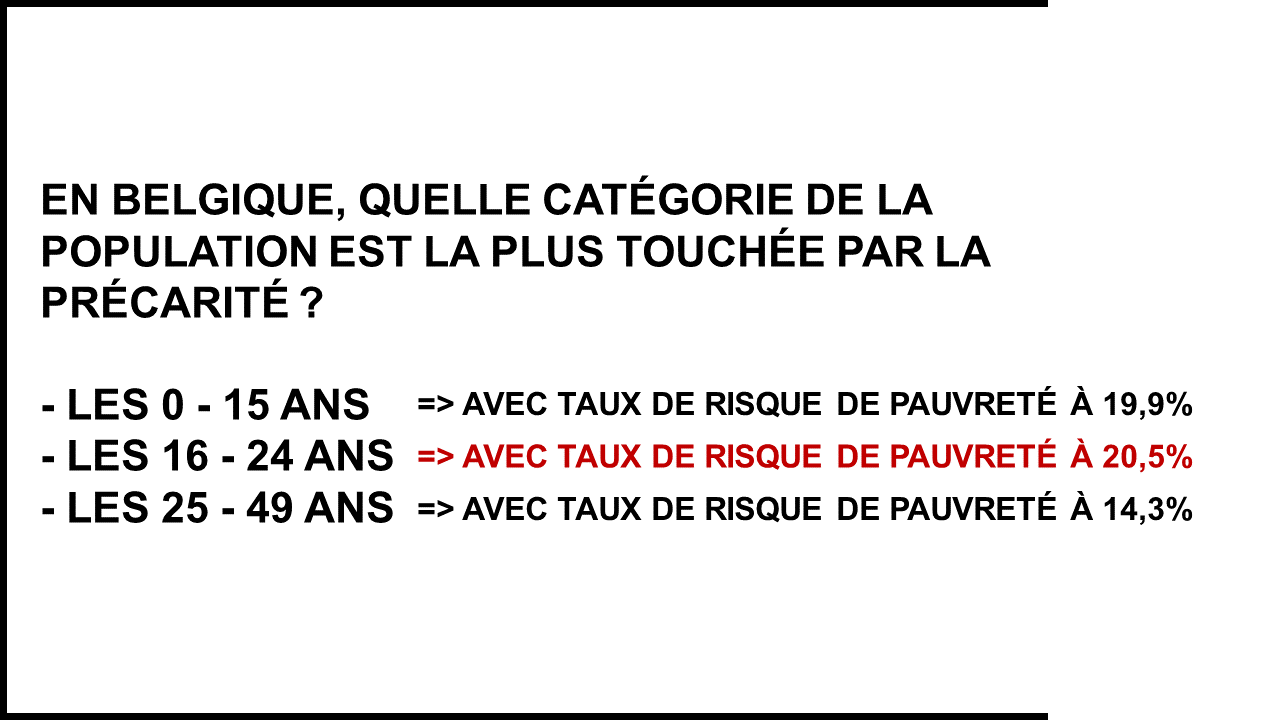 EN BELGIQUE, QUELLE CATÉGORIE DE LA
POPULATION EST LA PLUS TOUCHÉE PAR LA
PRÉCARITÉ ?
- LES 0 - 15 ANS => AVEC TAUX DE RISQUE DE PAUVRETÉ À 19,9%
- LES 16 - 24 ANS => AVEC TAUX DE RISQUE DE PAUVRETÉ À 20,5%
- LES 25 - 49 ANS => AVEC TAUX DE RISQUE DE PAUVRETÉ À 14,3%